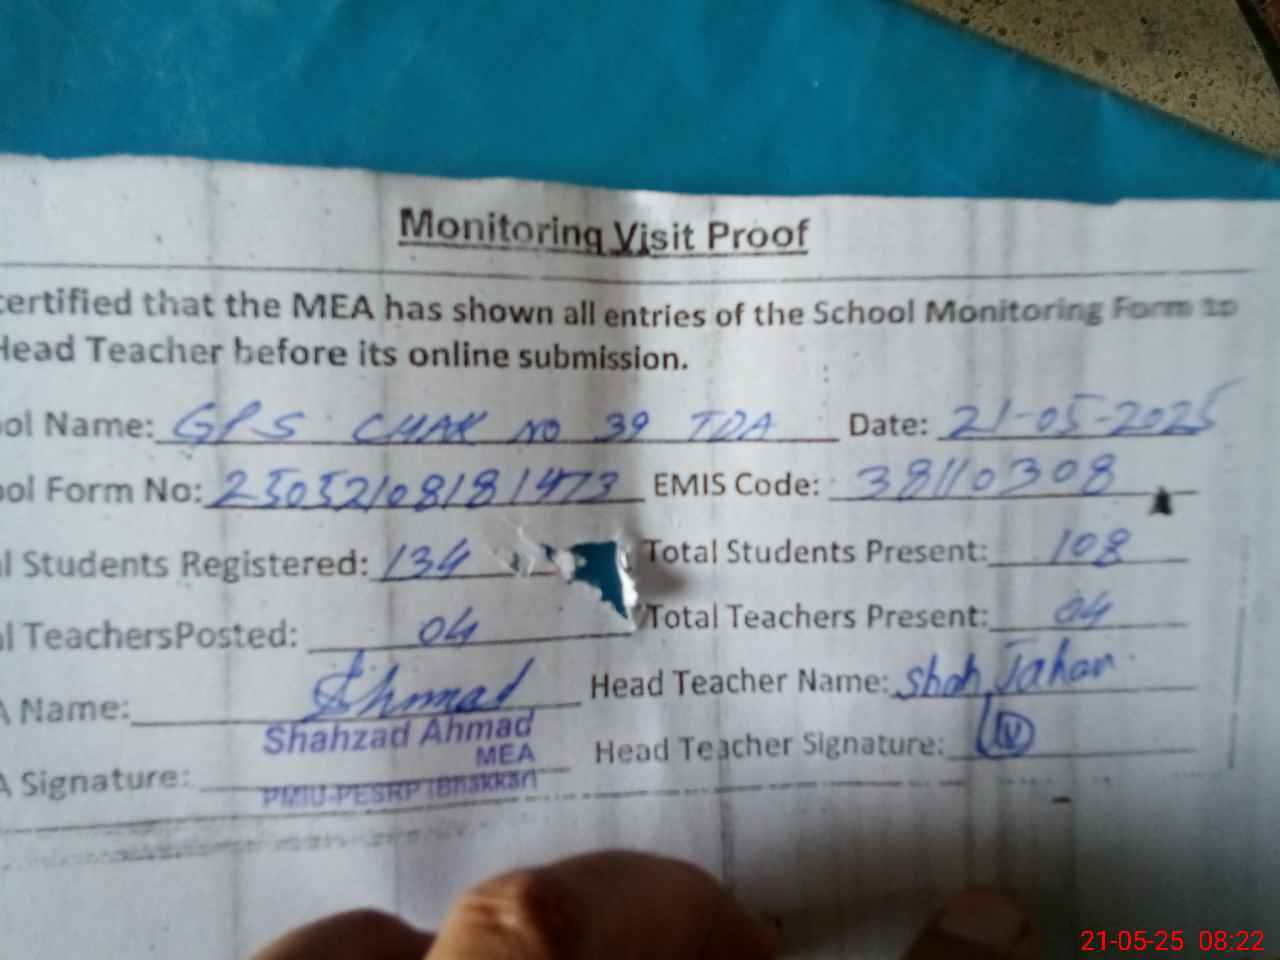 Monitoring Visit Proof
certified that the MEA has shown all entries of the School Monitoring Form to
Head Teacher before its online submission.
ol Name: GPS CHAK NO 39 TDA Date: 21-05-2025
ol Form No: 25052108181473 EMIS Code: 38110308
l Students Registered: 134 Total Students Present: 108
l TeachersPosted: 04 Total Teachers Present: 04
A Name: Ahmad Head Teacher Name: Shah Jahan
Shahzad Ahmad
MEA
A Signature: Head Teacher Signature:
PMIU-PESRP (Bhakkar)
21-05-25 08:22